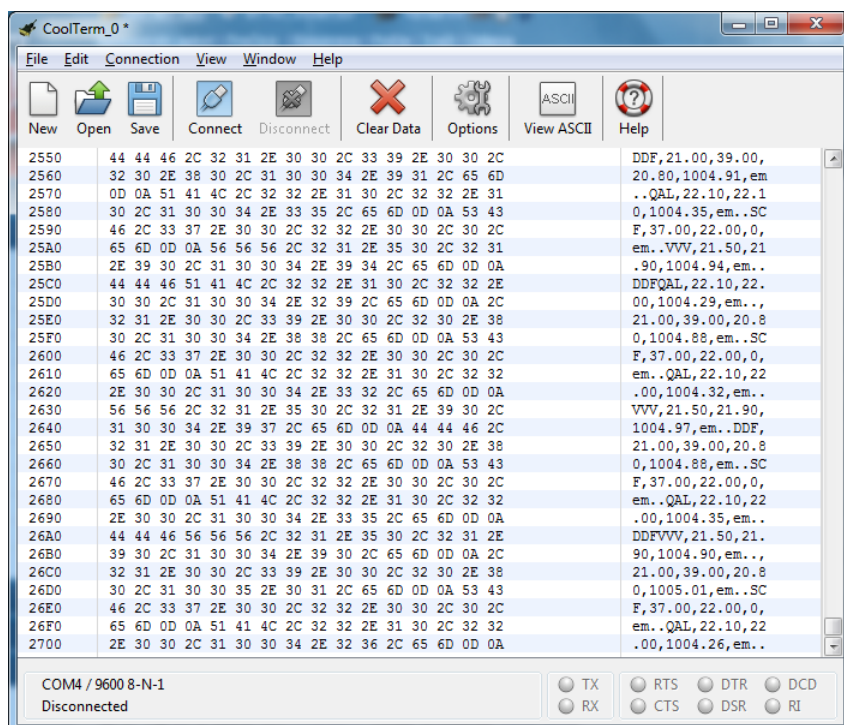 CoolTerm_0 *
File Edit Connection View Window Help
ASCII ?
New Open Save Connect Disconnect Clear Data Options View ASCII Help
2550 44 44 46 2C 32 31 2E 30 30 2C 33 39 2E 30 30 2C DDF,21.00,39.00,
2560 32 30 2E 38 30 2C 31 30 30 34 2E 39 31 2C 65 6D 20.80,1004.91,em
2570 0D 0A 51 41 4C 2C 32 32 2E 31 30 2C 32 32 2E 31 ..QAL,22.10,22.1
2580 30 2C 31 30 30 34 2E 33 35 2C 65 6D 0D 0A 53 43 0,1004.35,em..SC
2590 46 2C 33 37 2E 30 30 2C 32 32 2E 30 30 2C 30 2C F,37.00,22.00,0,
25A0 65 6D 0D 0A 56 56 56 2C 32 31 2E 35 30 2C 32 31 em..VVV,21.50,21
25B0 2E 39 30 2C 31 30 30 34 2E 39 34 2C 65 6D 0D 0A .90,1004.94,em..
25C0 44 44 46 51 41 4C 2C 32 32 2E 31 30 2C 32 32 2E DDFQAL,22.10,22.
25D0 30 30 2C 31 30 30 34 2E 32 39 2C 65 6D 0D 0A 2C 00,1004.29,em..,
25E0 32 31 2E 30 30 2C 33 39 2E 30 30 2C 32 30 2E 38 21.00,39.00,20.8
25F0 30 2C 31 30 30 34 2E 38 38 2C 65 6D 0D 0A 53 43 0,1004.88,em..SC
2600 46 2C 33 37 2E 30 30 2C 32 32 2E 30 30 2C 30 2C F,37.00,22.00,0,
2610 65 6D 0D 0A 51 41 4C 2C 32 32 2E 31 30 2C 32 32 em..QAL,22.10,22
2620 2E 30 30 2C 31 30 30 34 2E 33 32 2C 65 6D 0D 0A .00,1004.32,em..
2630 56 56 56 2C 32 31 2E 35 30 2C 32 31 2E 39 30 2C VVV,21.50,21.90,
2640 31 30 30 34 2E 39 37 2C 65 6D 0D 0A 44 44 46 2C 1004.97,em..DDF,
2650 32 31 2E 30 30 2C 33 39 2E 30 30 2C 32 30 2E 38 21.00,39.00,20.8
2660 30 2C 31 30 30 34 2E 38 38 2C 65 6D 0D 0A 53 43 0,1004.88,em..SC
2670 46 2C 33 37 2E 30 30 2C 32 32 2E 30 30 2C 30 2C F,37.00,22.00,0,
2680 65 6D 0D 0A 51 41 4C 2C 32 32 2E 31 30 2C 32 32 em..QAL,22.10,22
2690 2E 30 30 2C 31 30 30 34 2E 33 35 2C 65 6D 0D 0A .00,1004.35,em..
26A0 44 44 46 56 56 56 2C 32 31 2E 35 30 2C 32 31 2E DDFVVV,21.50,21.
26B0 39 30 2C 31 30 30 34 2E 39 30 2C 65 6D 0D 0A 2C 90,1004.90,em..,
26C0 32 31 2E 30 30 2C 33 39 2E 30 30 2C 32 30 2E 38 21.00,39.00,20.8
26D0 30 2C 31 30 30 35 2E 30 31 2C 65 6D 0D 0A 53 43 0,1005.01,em..SC
26E0 46 2C 33 37 2E 30 30 2C 32 32 2E 30 30 2C 30 2C F,37.00,22.00,0,
26F0 65 6D 0D 0A 51 41 4C 2C 32 32 2E 31 30 2C 32 32 em..QAL,22.10,22
2700 2E 30 30 2C 31 30 30 34 2E 32 36 2C 65 6D 0D 0A .00,1004.26,em..
COM4 / 9600 8-N-1 TX RTS DTR DCD
Disconnected RX CTS DSR RI